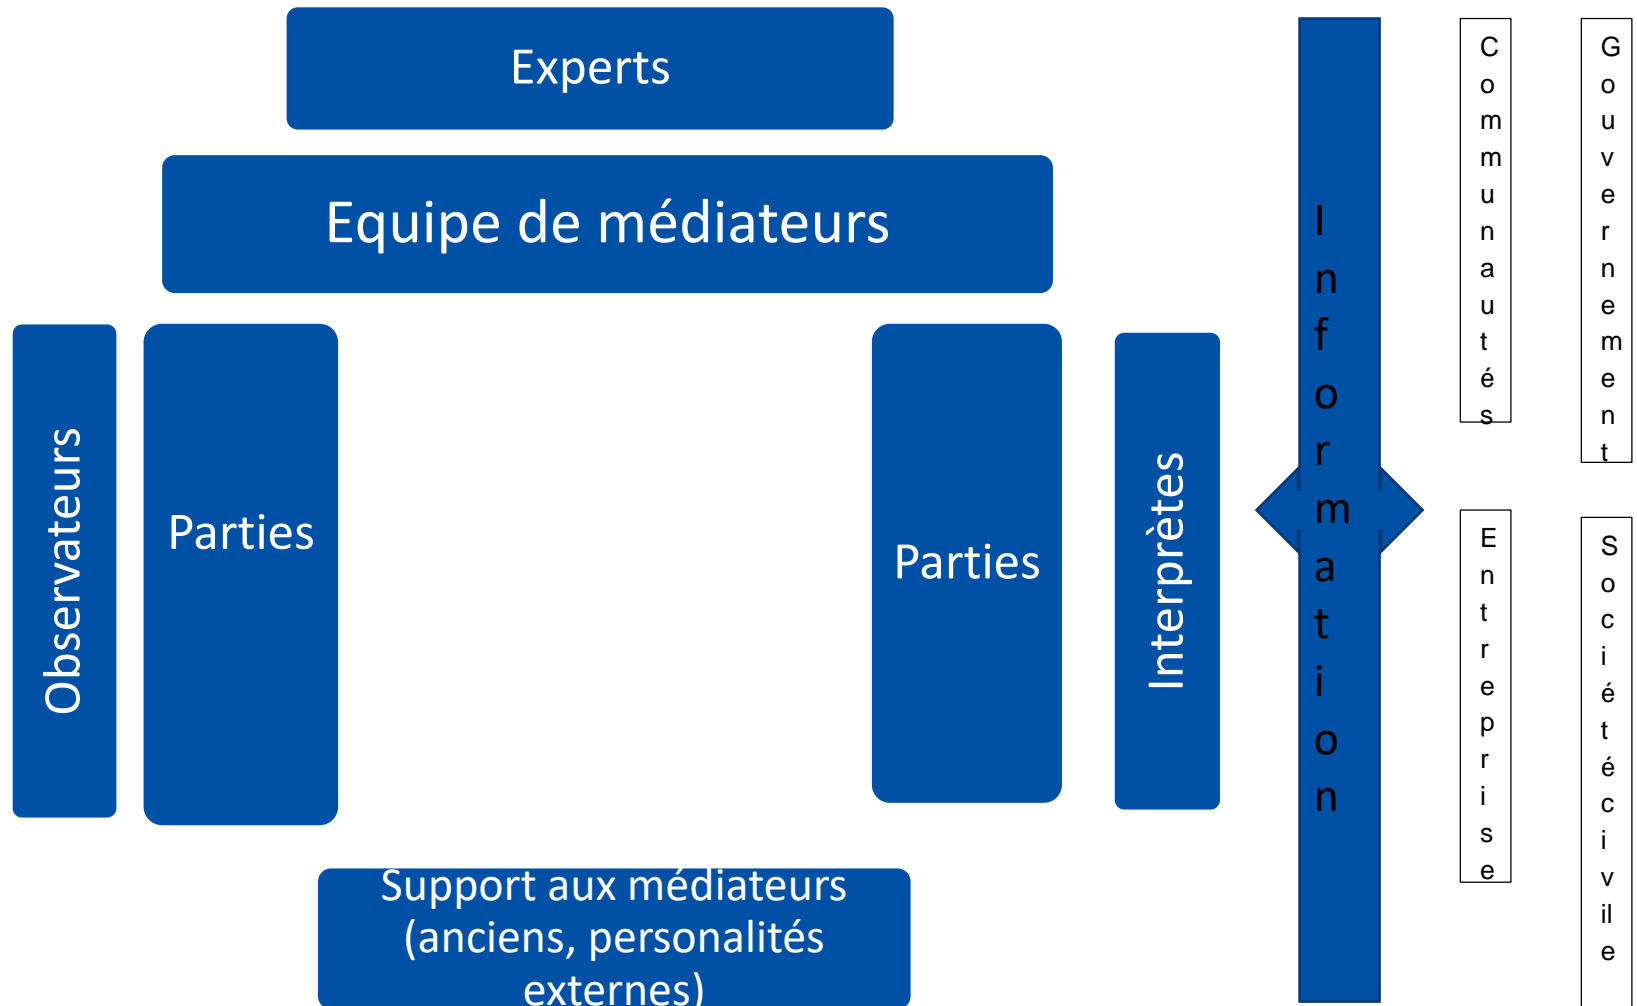 Experts
Equipe de médiateurs
Observateurs
Parties
Parties
Interprètes
Support aux médiateurs
(anciens, personalités
externes)
Information
Communautés
Gouvernement
Entreprise
Sociétécivile